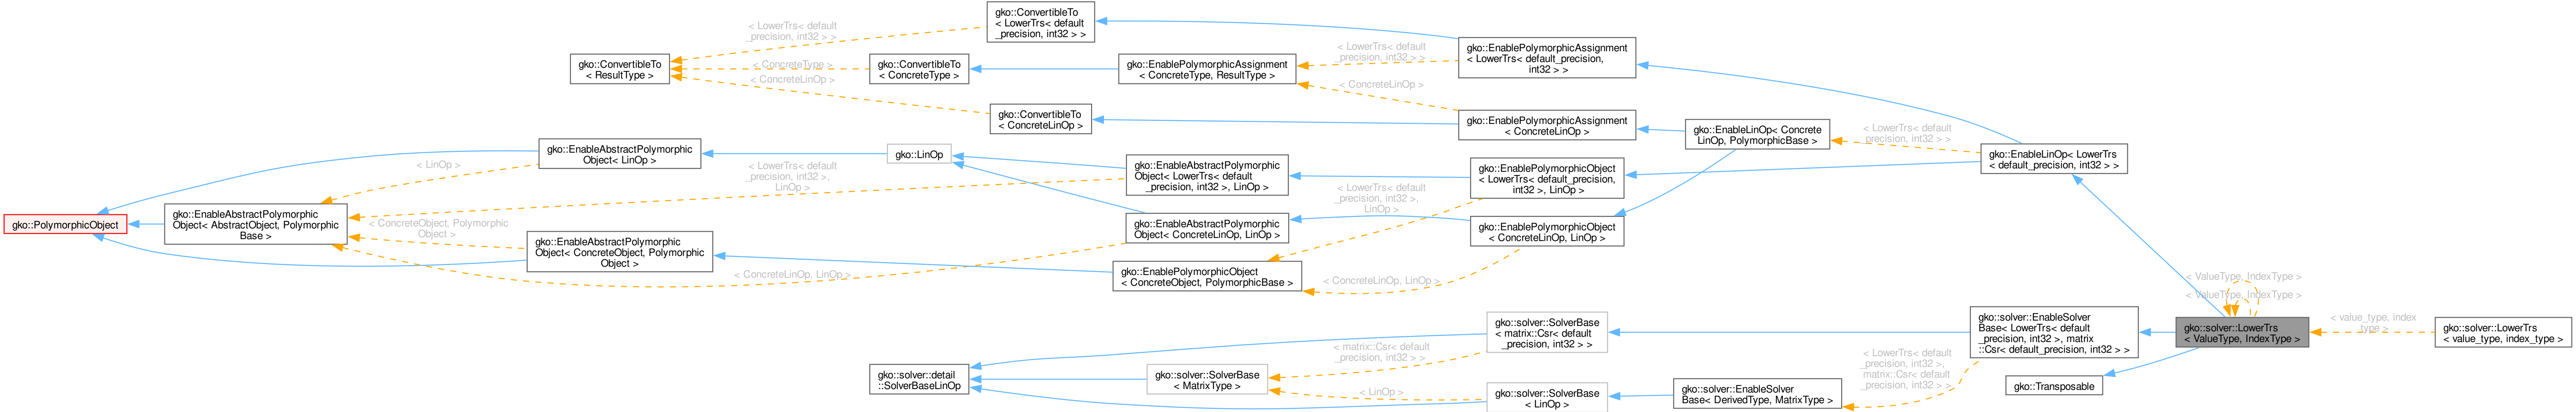 gko::PolymorphicObject
gko::EnableAbstractPolymorphic
Object< AbstractObject, Polymorphic
Base >
gko::EnableAbstractPolymorphic
Object< LinOp >
gko::EnableAbstractPolymorphic
Object< ConcreteObject, Polymorphic
Object >
< LinOp >
< ConcreteObject, Polymorphic
Object >
< LowerTrs< default
_precision, int32 >,
LinOp >
< ConcreteLinOp, LinOp >
gko::ConvertibleTo
< ResultType >
< LowerTrs< default
_precision, int32 > >
< ConcreteType >
< ConcreteLinOp >
gko::ConvertibleTo
< LowerTrs< default
_precision, int32 > >
gko::ConvertibleTo
< ConcreteType >
gko::ConvertibleTo
< ConcreteLinOp >
gko::LinOp
gko::EnablePolymorphicAssignment
< ConcreteType, ResultType >
gko::EnableAbstractPolymorphic
Object< LowerTrs< default
_precision, int32 >, LinOp >
gko::EnableAbstractPolymorphic
Object< ConcreteLinOp, LinOp >
gko::EnablePolymorphicObject
< ConcreteObject, PolymorphicBase >
< LowerTrs< default
_precision, int32 > >
< ConcreteLinOp >
< LowerTrs< default
_precision, int32 >,
LinOp >
< ConcreteLinOp, LinOp >
gko::EnablePolymorphicAssignment
< LowerTrs< default_precision,
int32 > >
gko::EnablePolymorphicAssignment
< ConcreteLinOp >
gko::EnablePolymorphicObject
< LowerTrs< default_precision,
int32 >, LinOp >
gko::EnablePolymorphicObject
< ConcreteLinOp, LinOp >
gko::EnableLinOp< Concrete
LinOp, PolymorphicBase >
< LowerTrs< default
_precision, int32 > >
gko::EnableLinOp< LowerTrs
< default_precision, int32 > >
gko::solver::detail
::SolverBaseLinOp
gko::solver::SolverBase
< MatrixType >
< matrix::Csr< default
_precision, int32 > >
< LinOp >
gko::solver::SolverBase
< matrix::Csr< default
_precision, int32 > >
gko::solver::SolverBase
< LinOp >
gko::solver::EnableSolver
Base< DerivedType, MatrixType >
< LowerTrs< default
_precision, int32 >,
matrix::Csr< default
_precision, int32 > >
gko::solver::EnableSolver
Base< LowerTrs< default
_precision, int32 >, matrix
::Csr< default_precision, int32 > >
gko::Transposable
< ValueType, IndexType >
< ValueType, IndexType >
gko::solver::LowerTrs
< ValueType, IndexType >
< value_type, index
_type >
gko::solver::LowerTrs
< value_type, index_type >